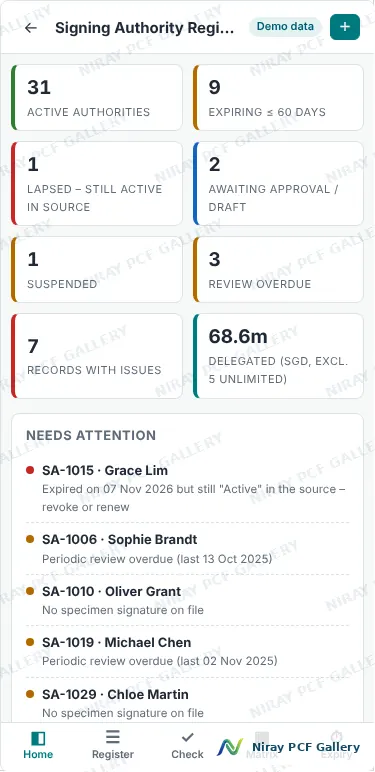 ← Signing Authority Regi... Demo data +
31
ACTIVE AUTHORITIES
9
EXPIRING ≤ 60 DAYS
1
LAPSED – STILL ACTIVE
IN SOURCE
2
AWAITING APPROVAL /
DRAFT
1
SUSPENDED
3
REVIEW OVERDUE
7
RECORDS WITH ISSUES
68.6m
DELEGATED (SGD, EXCL.
5 UNLIMITED)
NEEDS ATTENTION
SA-1015 · Grace Lim
Expired on 07 Nov 2026 but still "Active" in the source –
revoke or renew
SA-1006 · Sophie Brandt
Periodic review overdue (last 13 Oct 2025)
SA-1010 · Oliver Grant
No specimen signature on file
SA-1019 · Michael Chen
Periodic review overdue (last 02 Nov 2025)
SA-1029 · Chloe Martin
No specimen signature on file
Home
Register
Check
Matrix
Expiry
Niray PCF Gallery
NIRAY PCF GALLERY